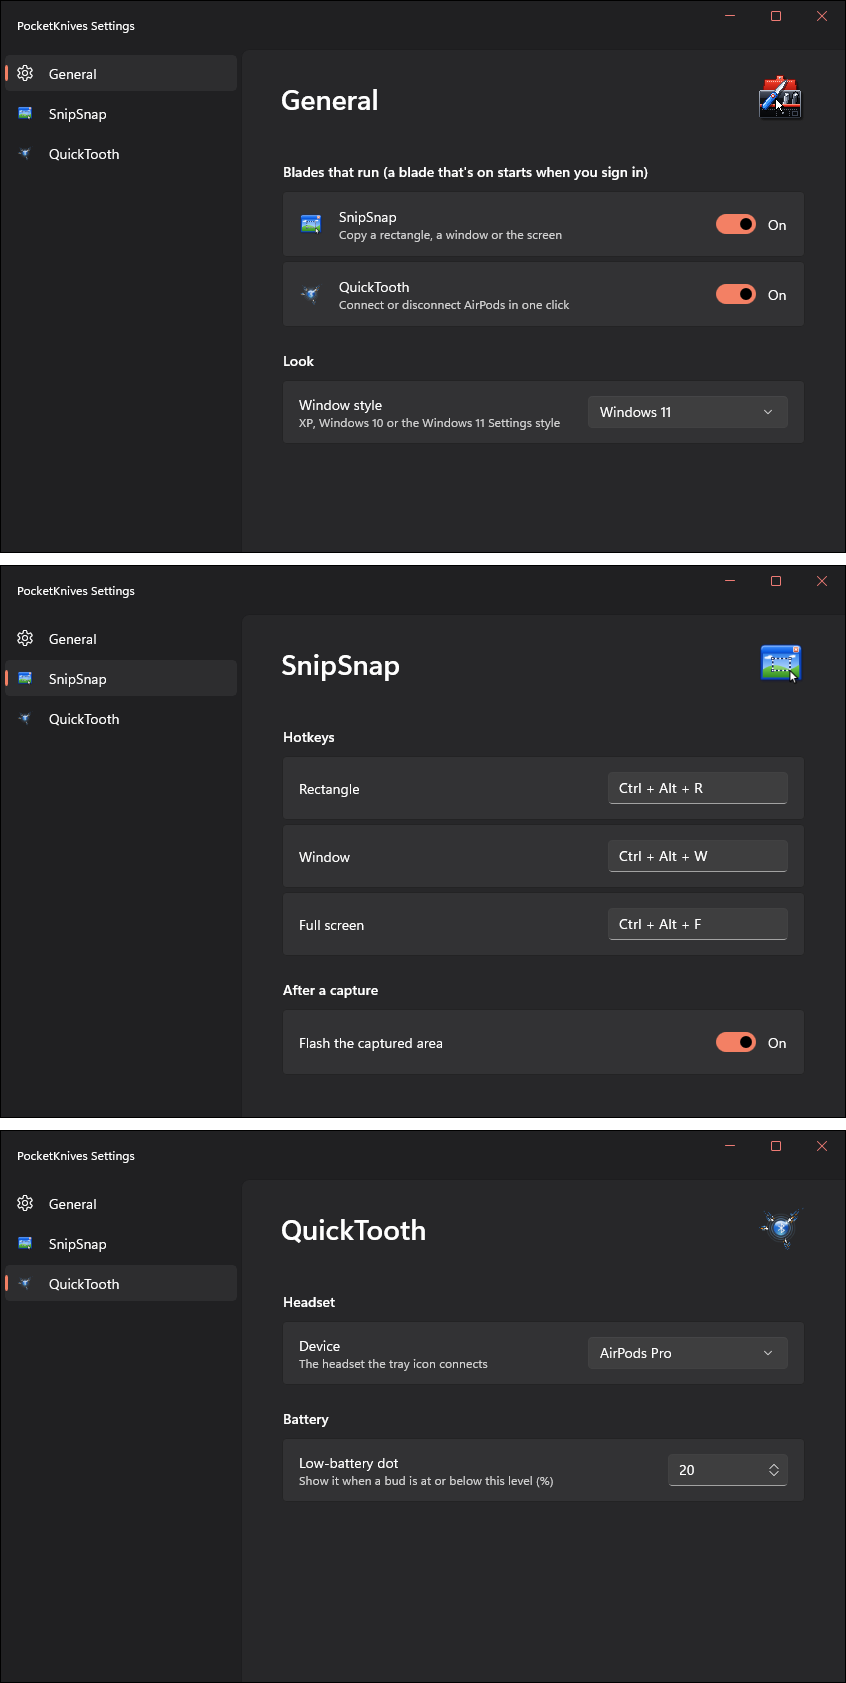 PocketKnives Settings
General
SnipSnap
QuickTooth
General
Blades that run (a blade that's on starts when you sign in)
SnipSnap
Copy a rectangle, a window or the screen
On
QuickTooth
Connect or disconnect AirPods in one click
On
Look
Window style
XP, Windows 10 or the Windows 11 Settings style
Windows 11
PocketKnives Settings
General
SnipSnap
QuickTooth
SnipSnap
Hotkeys
Rectangle
Ctrl + Alt + R
Window
Ctrl + Alt + W
Full screen
Ctrl + Alt + F
After a capture
Flash the captured area
On
PocketKnives Settings
General
SnipSnap
QuickTooth
QuickTooth
Headset
Device
The headset the tray icon connects
AirPods Pro
Battery
Low-battery dot
Show it when a bud is at or below this level (%)
20